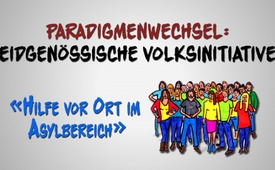 PARADIGMENWECHSEL:
EIDGENÖSSISCHE VOLKSINITIATIVE
«HILFE VOR ORT IM
ASYLBEREICH»